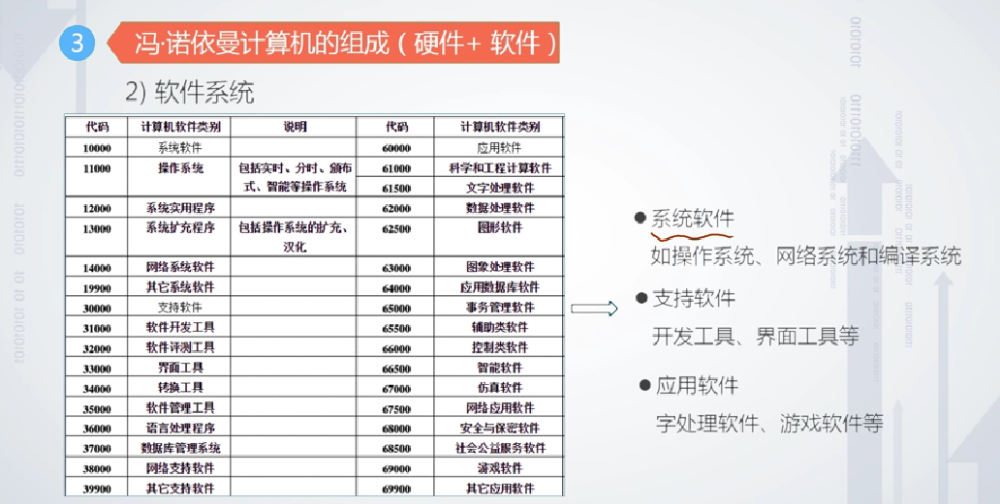 3
冯·诺依曼计算机的组成（硬件+ 软件）
2) 软件系统
代码 计算机软件类别 说明 代码 计算机软件类别
10000 系统软件 60000 应用软件
11000 操作系统 包括实时、分时、颁布式、智能等操作系统 61000 科学和工程计算软件
61500 文字处理软件
12000 系统实用程序 62000 数据处理软件
13000 系统扩充程序 包括操作系统的扩充、汉化 62500 图形软件
14000 网络系统软件 63000 图象处理软件
19900 其它系统软件 64000 应用数据库软件
30000 支持软件 65000 事务管理软件
31000 软件开发工具 65500 辅助类软件
32000 软件评测工具 66000 控制类软件
33000 界面工具 66500 智能软件
34000 转换工具 67000 仿真软件
35000 软件管理工具 67500 网络应用软件
36000 语言处理程序 68000 安全与保密软件
37000 数据库管理系统 68500 社会公益服务软件
38000 网络支持软件 69000 游戏软件
39900 其它支持软件 69900 其它应用软件
●系统软件
如操作系统、网络系统和编译系统
●支持软件
开发工具、界面工具等
●应用软件
字处理软件、游戏软件等